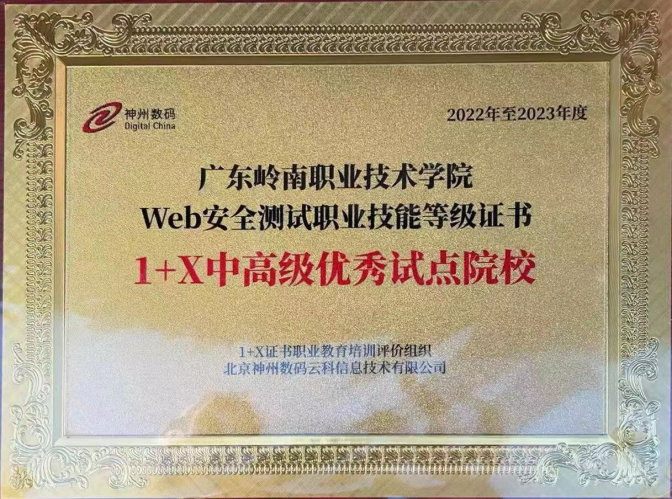 神州数码
Digital China
2022年至2023年度
广东岭南职业技术学院
Web安全测试职业技能等级证书
1+X中高级优秀试点院校
1+X证书职业教育培训评价组织
北京神州数码云科信息技术有限公司